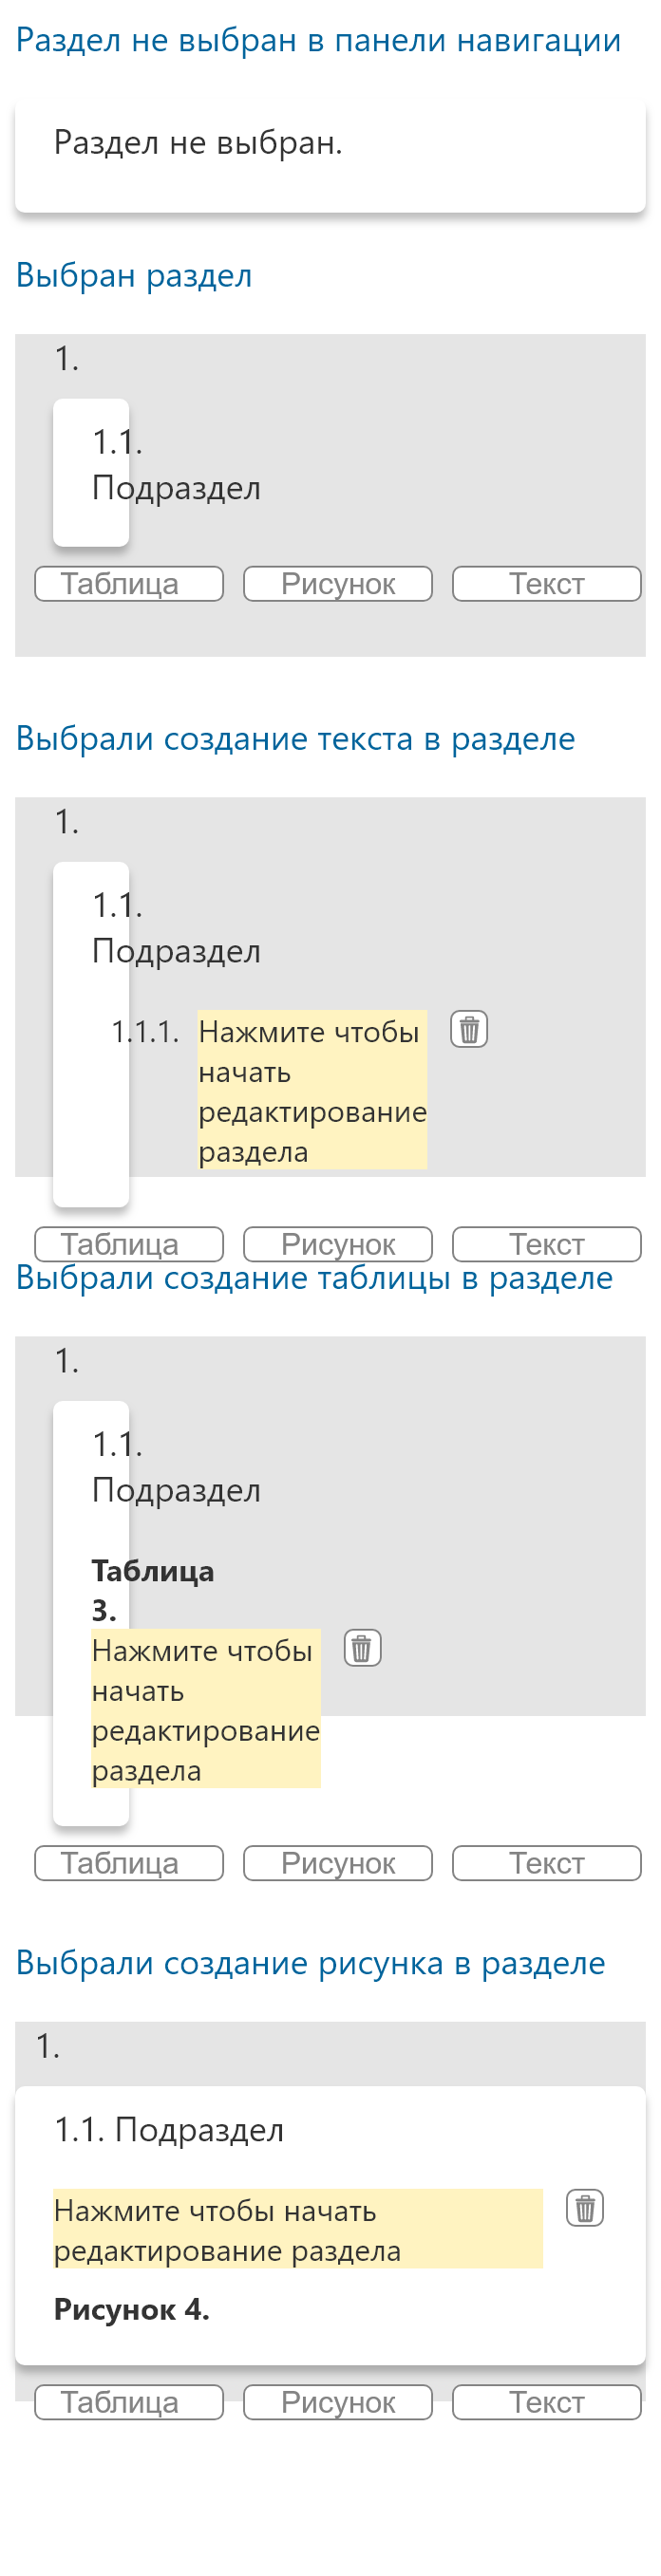 Раздел не выбран в панели навигации
Раздел не выбран.
Выбран раздел
1.
1.1.
Подраздел
Таблица Рисунок Текст
Выбрали создание текста в разделе
1.
1.1.
Подраздел
1.1.1. Нажмите чтобы
начать
редактирование
раздела
Таблица Рисунок Текст
Выбрали создание таблицы в разделе
1.
1.1.
Подраздел
Таблица
3.
Нажмите чтобы
начать
редактирование
раздела
Таблица Рисунок Текст
Выбрали создание рисунка в разделе
1.
1.1. Подраздел
Нажмите чтобы начать
редактирование раздела
Рисунок 4.
Таблица Рисунок Текст